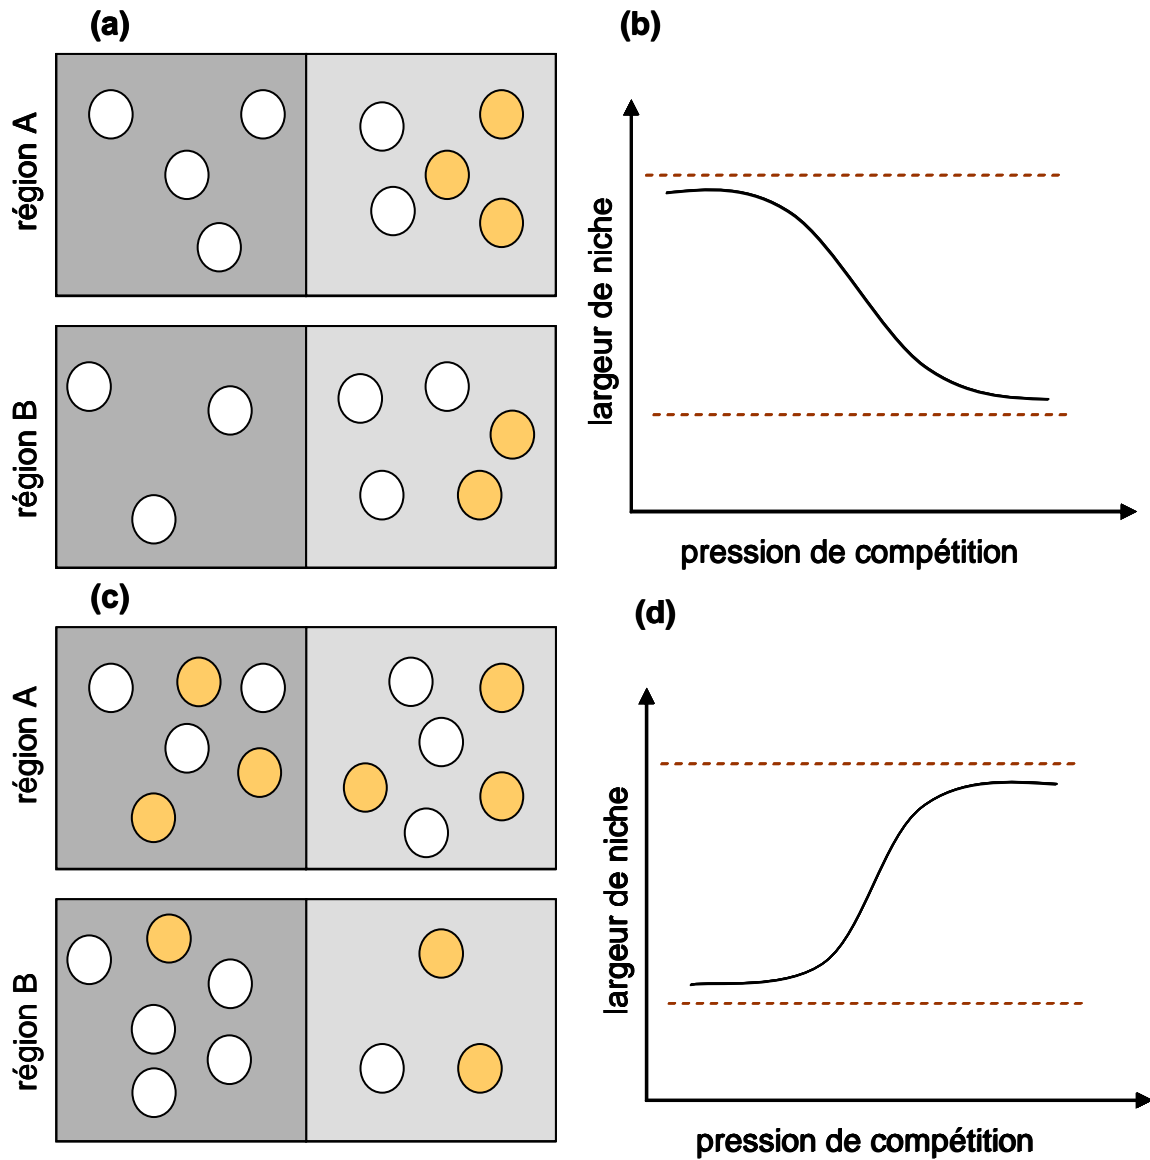 (a)
région A
région B
(b)
largeur de niche
pression de compétition
(c)
région A
région B
(d)
largeur de niche
pression de compétition